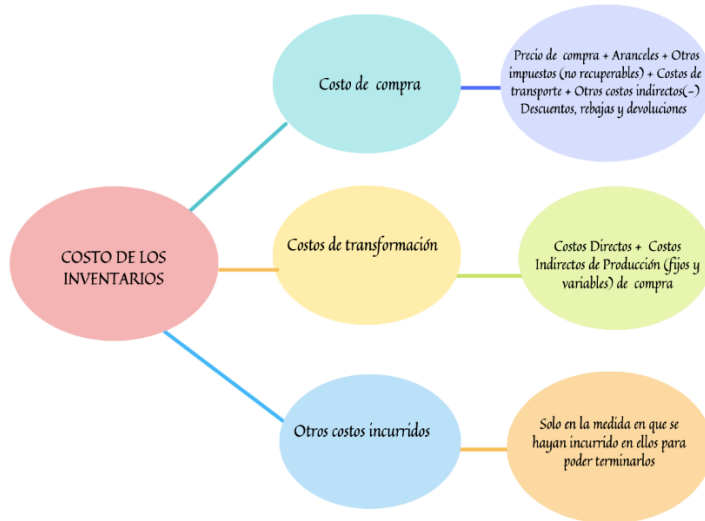 Costo de compra
Precio de compra + Aranceles + Otros
impuestos (no recuperables) + Costos de
transporte + Otros costos indirectos(-)
Descuentos, rebajas y devoluciones
COSTO DE LOS
INVENTARIOS
Costos de transformación
Costos Directos + Costos
Indirectos de Producción (fijos y
variables) de compra
Otros costos incurridos
Solo en la medida en que se
hayan incurrido en ellos para
poder terminarlos